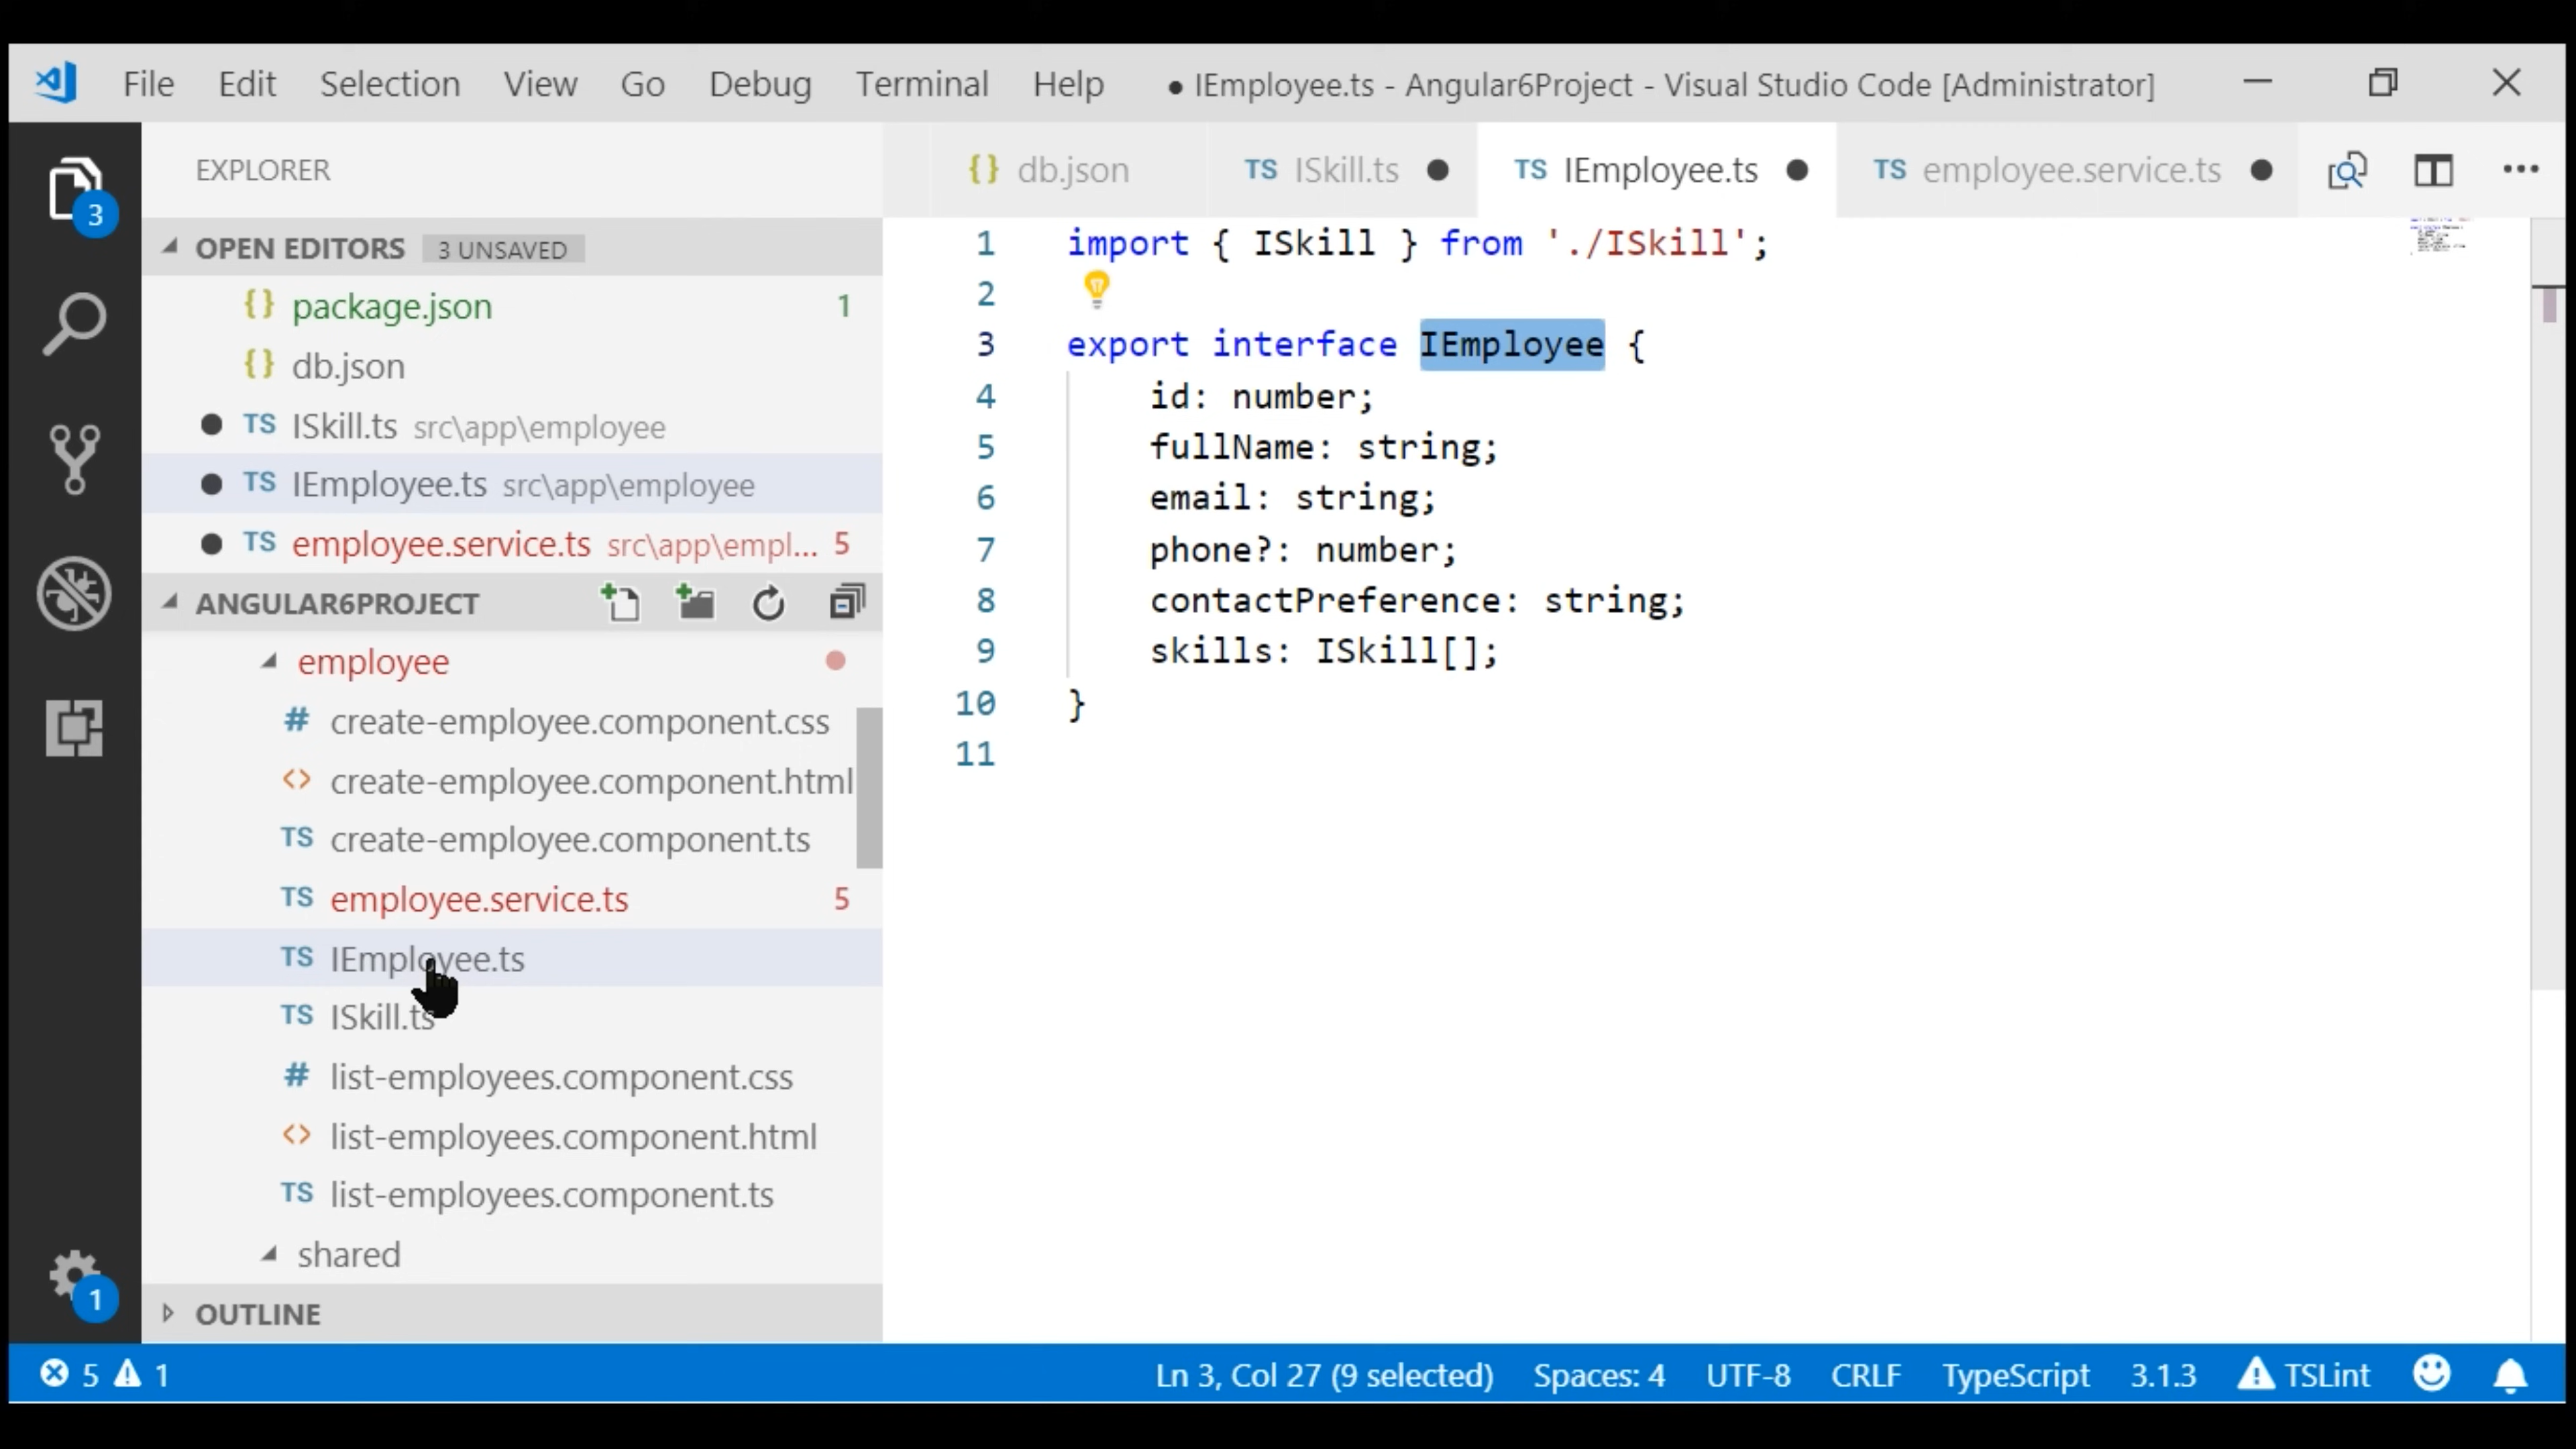 File Edit Selection View Go Debug Terminal Help ● IEmployee.ts - Angular6Project - Visual Studio Code [Administrator]
EXPLORER
OPEN EDITORS 3 UNSAVED
{} package.json 1
{} db.json
● TS ISkill.ts src\app\employee
● TS IEmployee.ts src\app\employee
● TS employee.service.ts src\app\empl... 5
ANGULAR6PROJECT
employee
# create-employee.component.css
<> create-employee.component.html
TS create-employee.component.ts
TS employee.service.ts 5
TS IEmployee.ts
TS ISkill.ts
# list-employees.component.css
<> list-employees.component.html
TS list-employees.component.ts
shared
OUTLINE
3
1
{} db.json TS ISkill.ts ● TS IEmployee.ts ● TS employee.service.ts ● ...
1 import { ISkill } from './ISkill';
2
3 export interface IEmployee {
4 id: number;
5 fullName: string;
6 email: string;
7 phone?: number;
8 contactPreference: string;
9 skills: ISkill[];
10 }
11
5 1 Ln 3, Col 27 (9 selected) Spaces: 4 UTF-8 CRLF TypeScript 3.1.3 TSLint